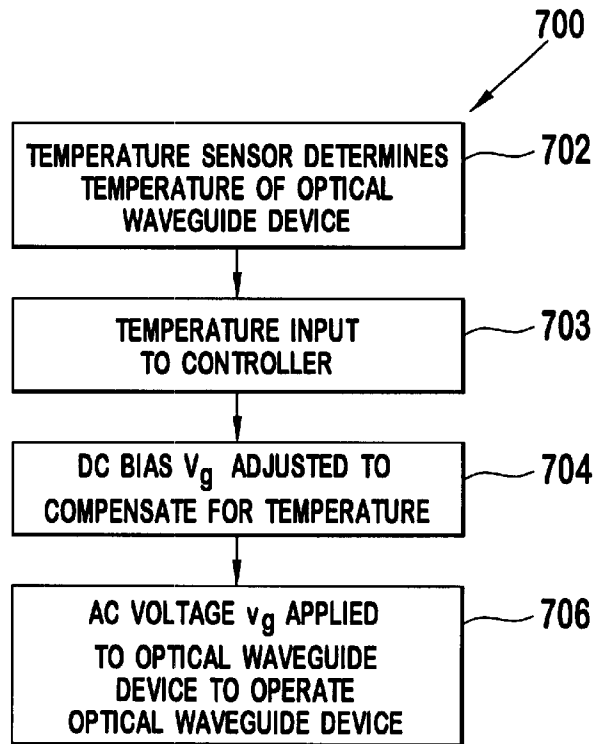 700
TEMPERATURE SENSOR DETERMINES
TEMPERATURE OF OPTICAL
WAVEGUIDE DEVICE
702
TEMPERATURE INPUT
TO CONTROLLER
703
DC BIAS Vg ADJUSTED TO
COMPENSATE FOR TEMPERATURE
704
AC VOLTAGE vg APPLIED
TO OPTICAL WAVEGUIDE
DEVICE TO OPERATE
OPTICAL WAVEGUIDE DEVICE
706